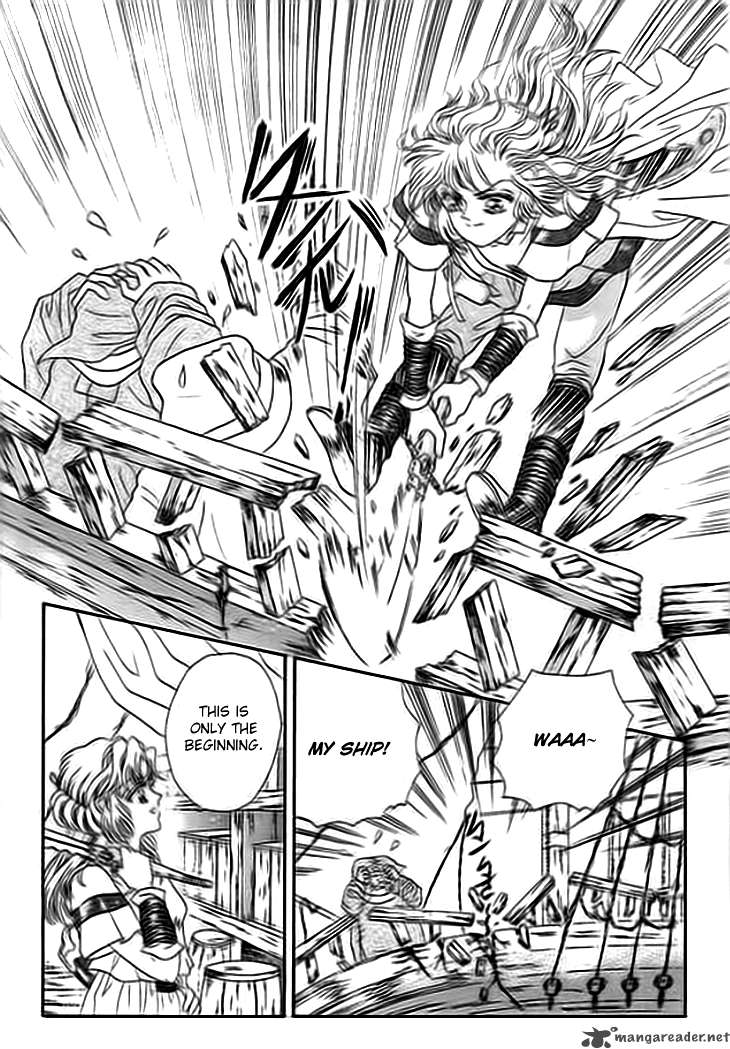 THIS IS
ONLY THE
BEGINNING.
MY SHIP!
WAAA~
mangareader.net